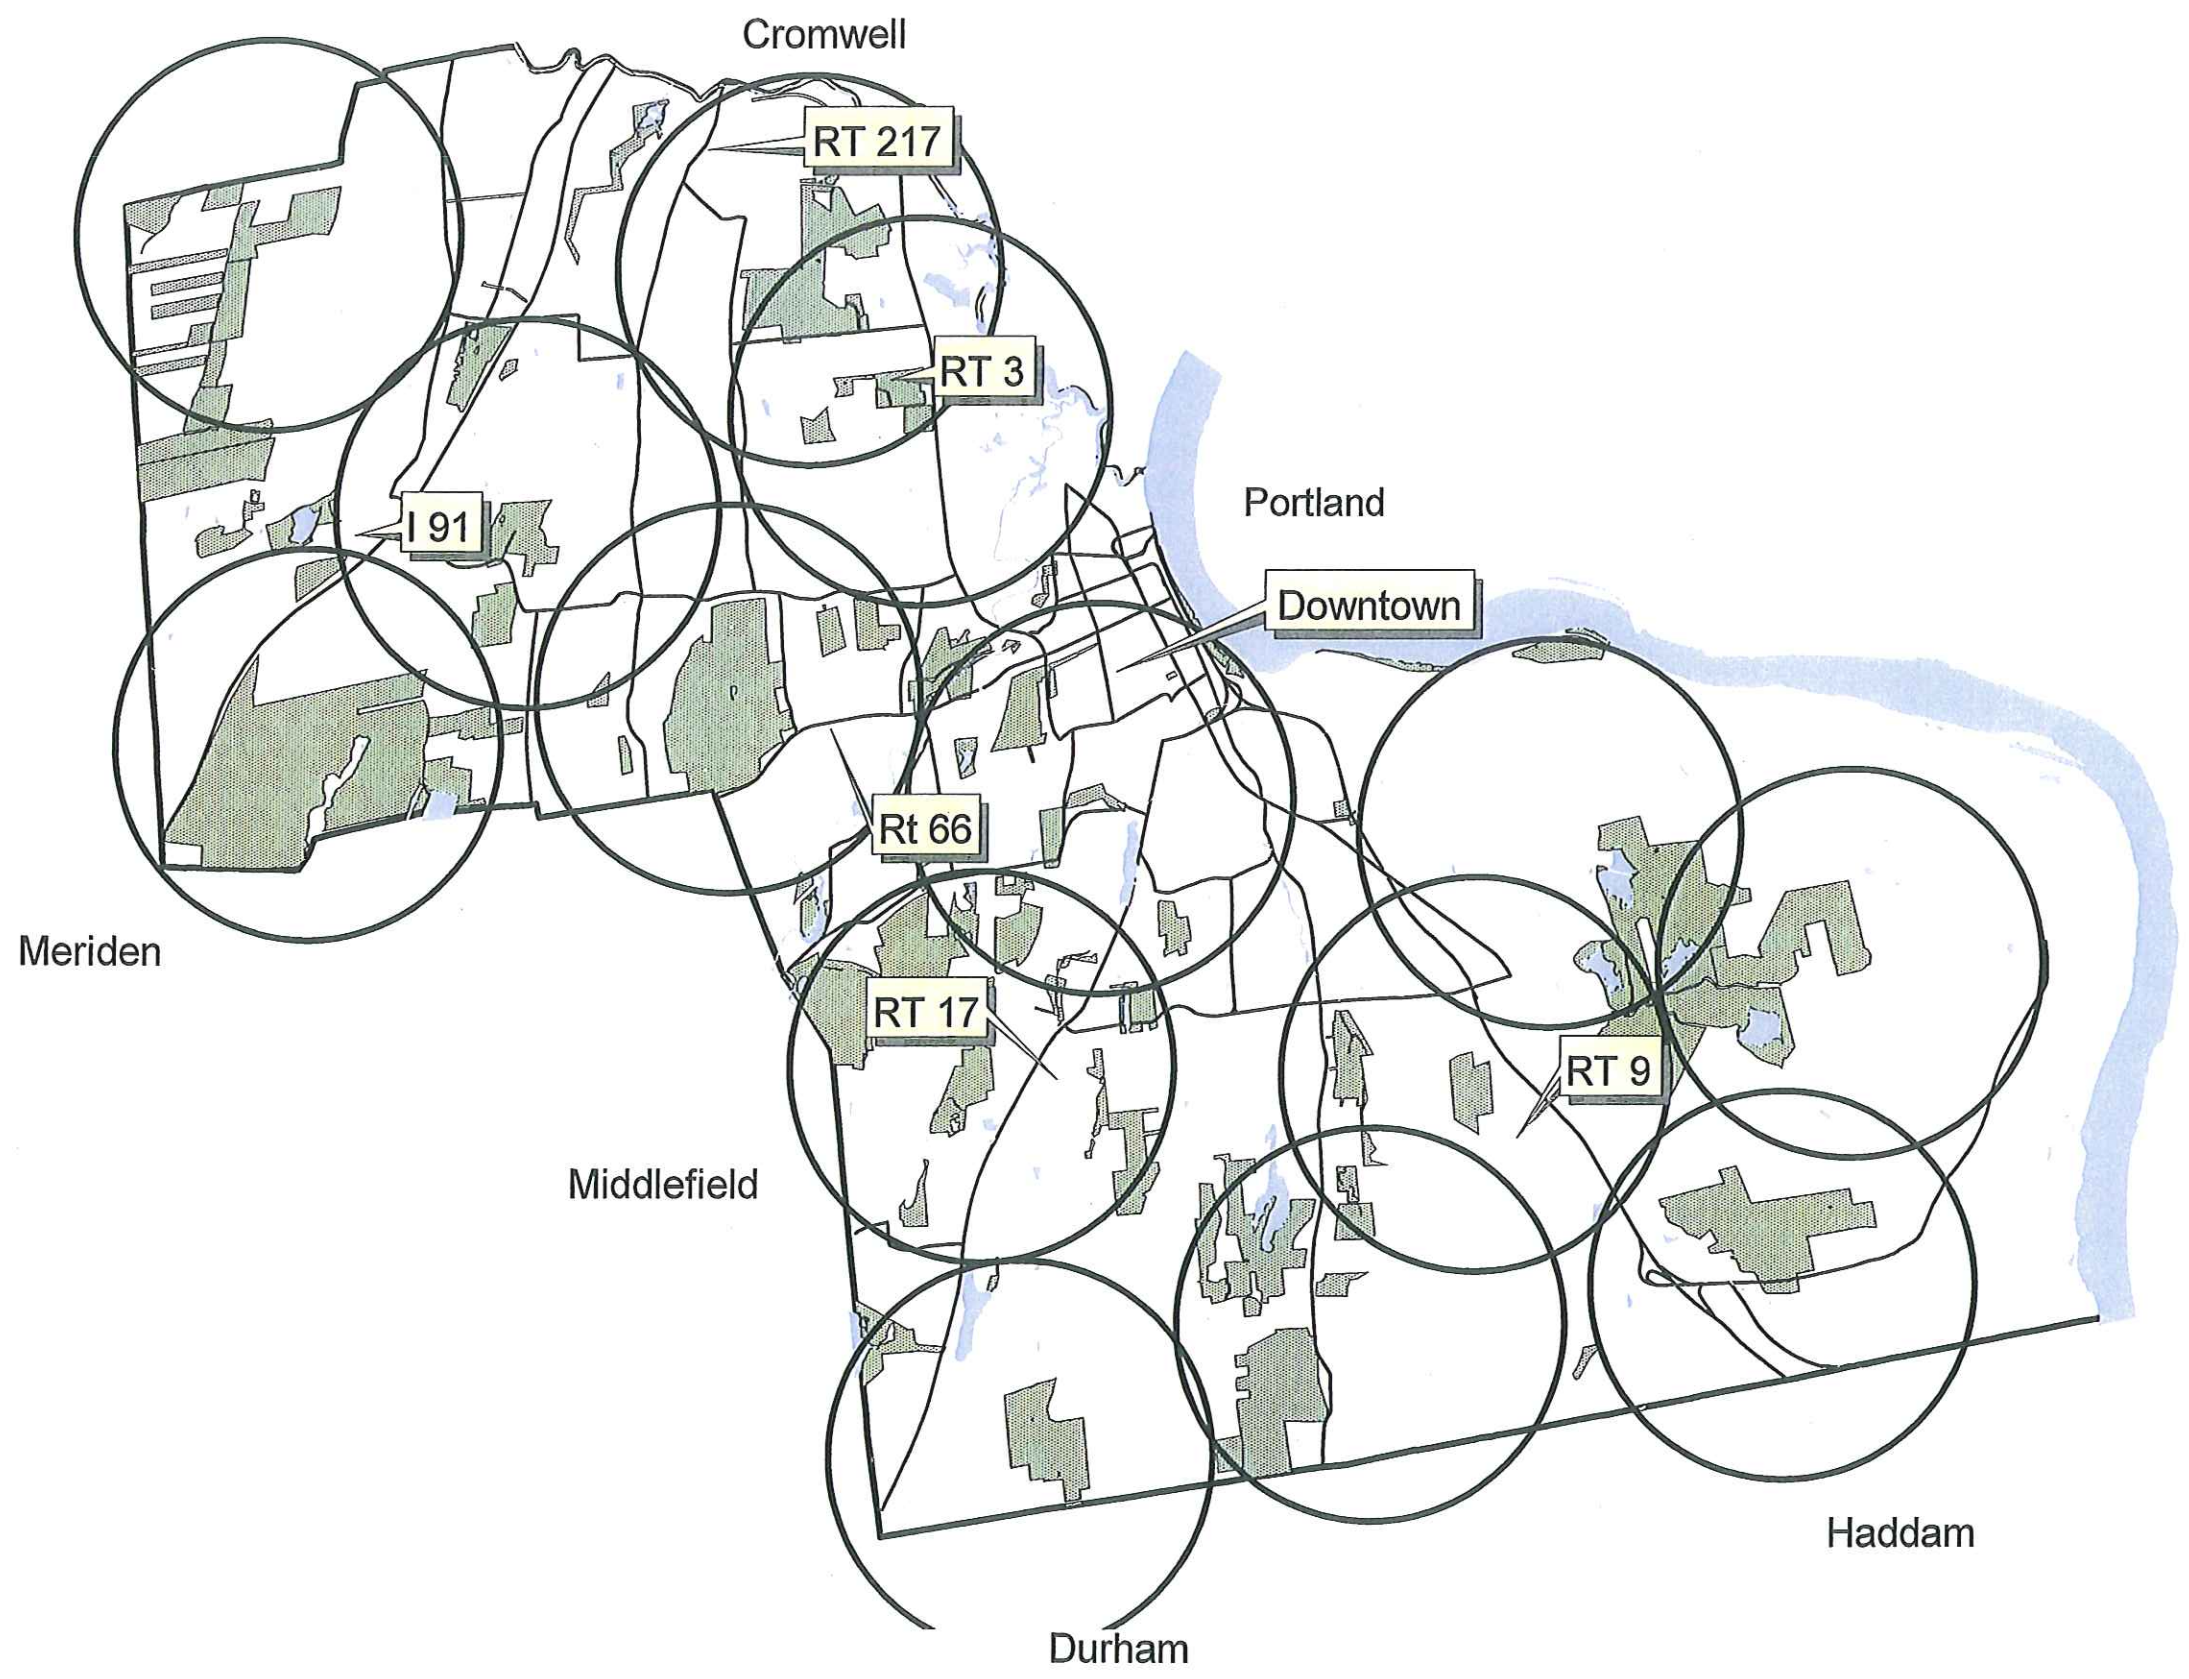 Cromwell
RT 217
RT 3
Portland
I 91
Downtown
Rt 66
Meriden
RT 17
RT 9
Middlefield
Haddam
Durham